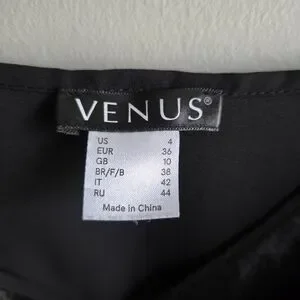 VENUS®
US 4
EUR 36
GB 10
BR/F/B 38
IT 42
RU 44
Made in China